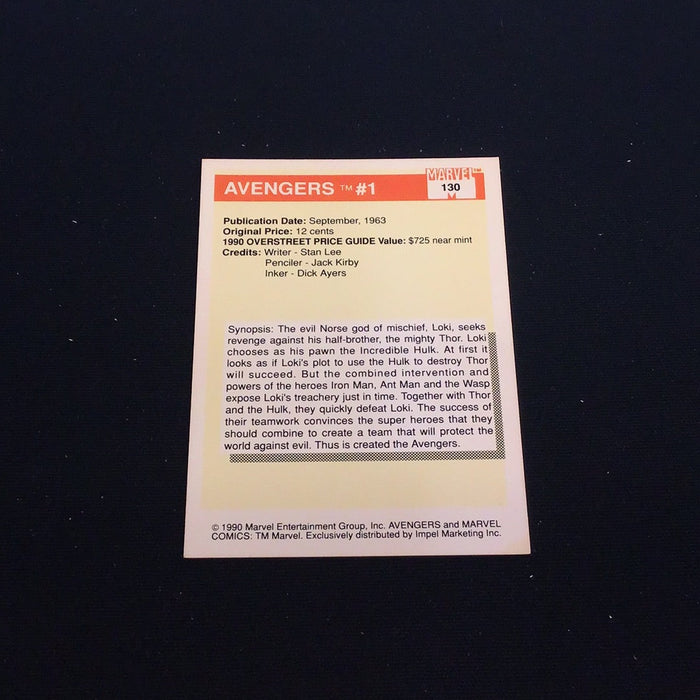 AVENGERS ™ #1
MARVEL™
130
Publication Date: September, 1963
Original Price: 12 cents
1990 OVERSTREET PRICE GUIDE Value: $725 near mint
Credits: Writer - Stan Lee
Penciler - Jack Kirby
Inker - Dick Ayers
Synopsis: The evil Norse god of mischief, Loki, seeks
revenge against his half-brother, the mighty Thor. Loki
chooses as his pawn the Incredible Hulk. At first it
looks as if Loki's plot to use the Hulk to destroy Thor
will succeed. But the combined intervention and
powers of the heroes Iron Man, Ant Man and the Wasp
expose Loki's treachery just in time. Together with Thor
and the Hulk, they quickly defeat Loki. The success of
their teamwork convinces the super heroes that they
should combine to create a team that will protect the
world against evil. Thus is created the Avengers.
© 1990 Marvel Entertainment Group, Inc. AVENGERS and MARVEL
COMICS: TM Marvel. Exclusively distributed by Impel Marketing Inc.